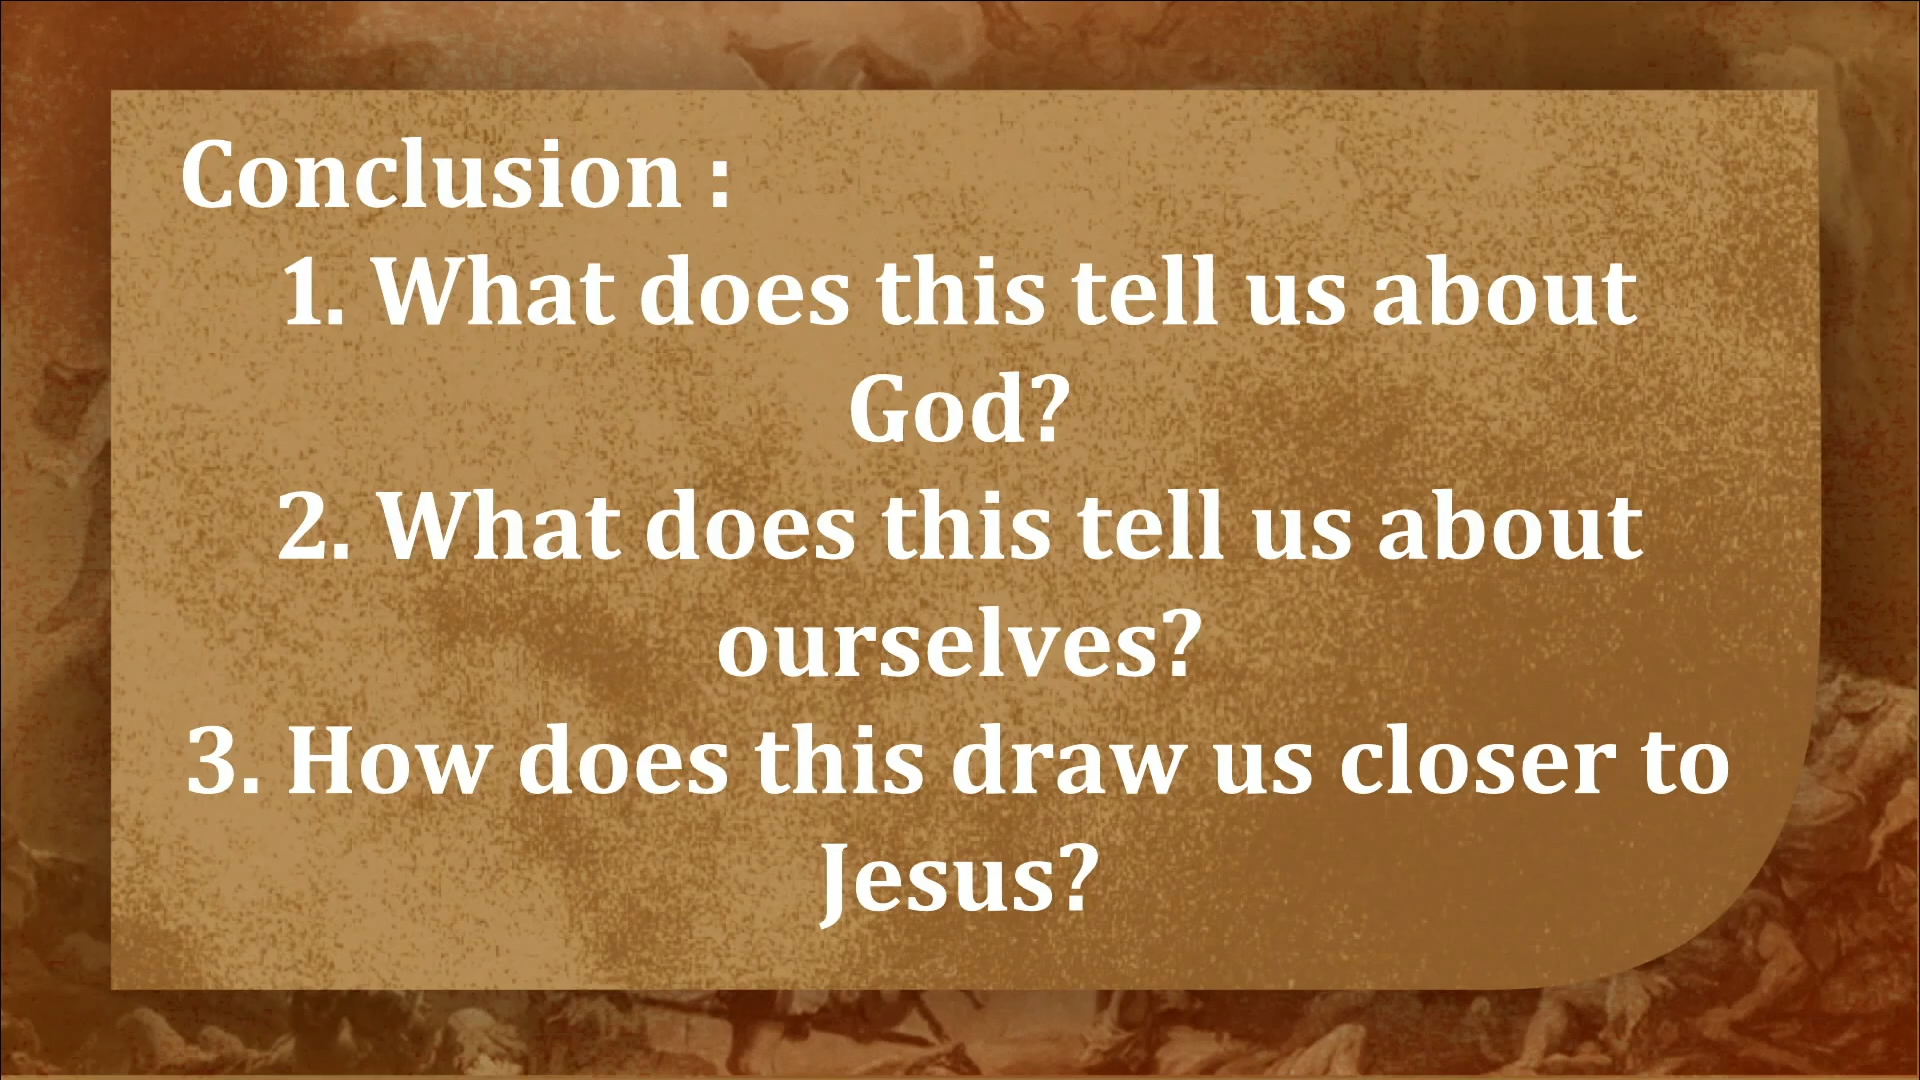 Conclusion :
1. What does this tell us about
God?
2. What does this tell us about
ourselves?
3. How does this draw us closer to
Jesus?